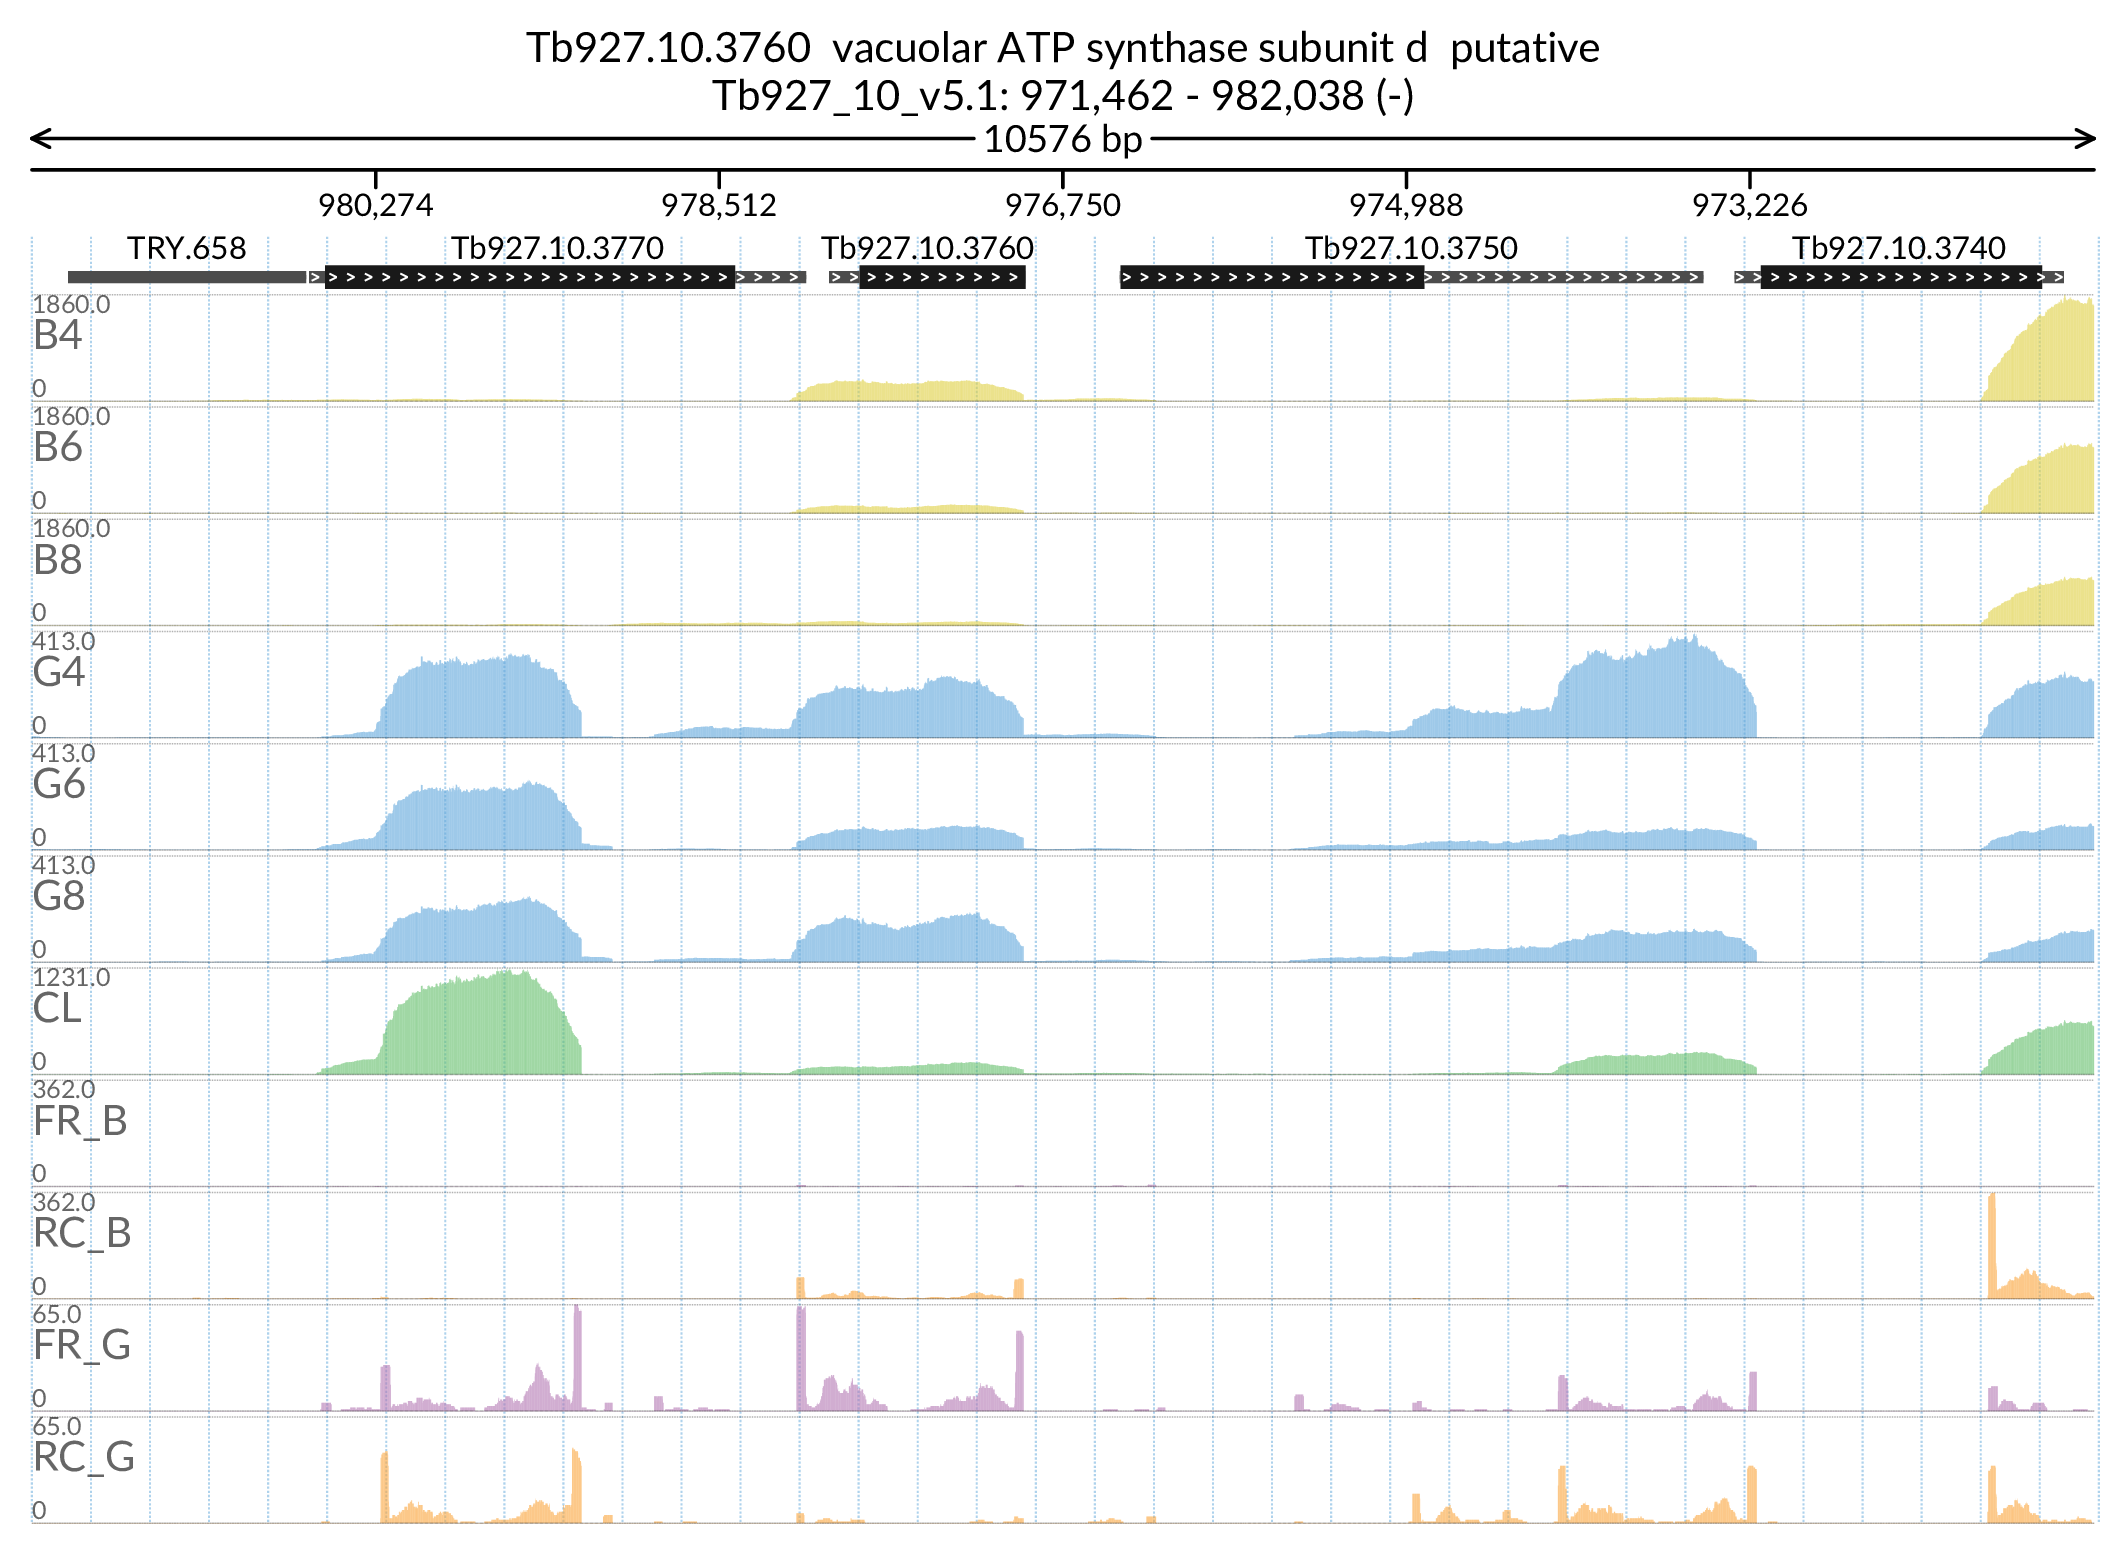 Tb927.10.3760  vacuolar ATP synthase subunit d  putative
Tb927_10_v5.1: 971,462 - 982,038 (-)
10576 bp
980,274 978,512 976,750 974,988 973,226
TRY.658 Tb927.10.3770 Tb927.10.3760 Tb927.10.3750 Tb927.10.3740
1860.0
B4
0
1860.0
B6
0
1860.0
B8
0
413.0
G4
0
413.0
G6
0
413.0
G8
0
1231.0
CL
0
362.0
FR_B
0
362.0
RC_B
0
65.0
FR_G
0
65.0
RC_G
0